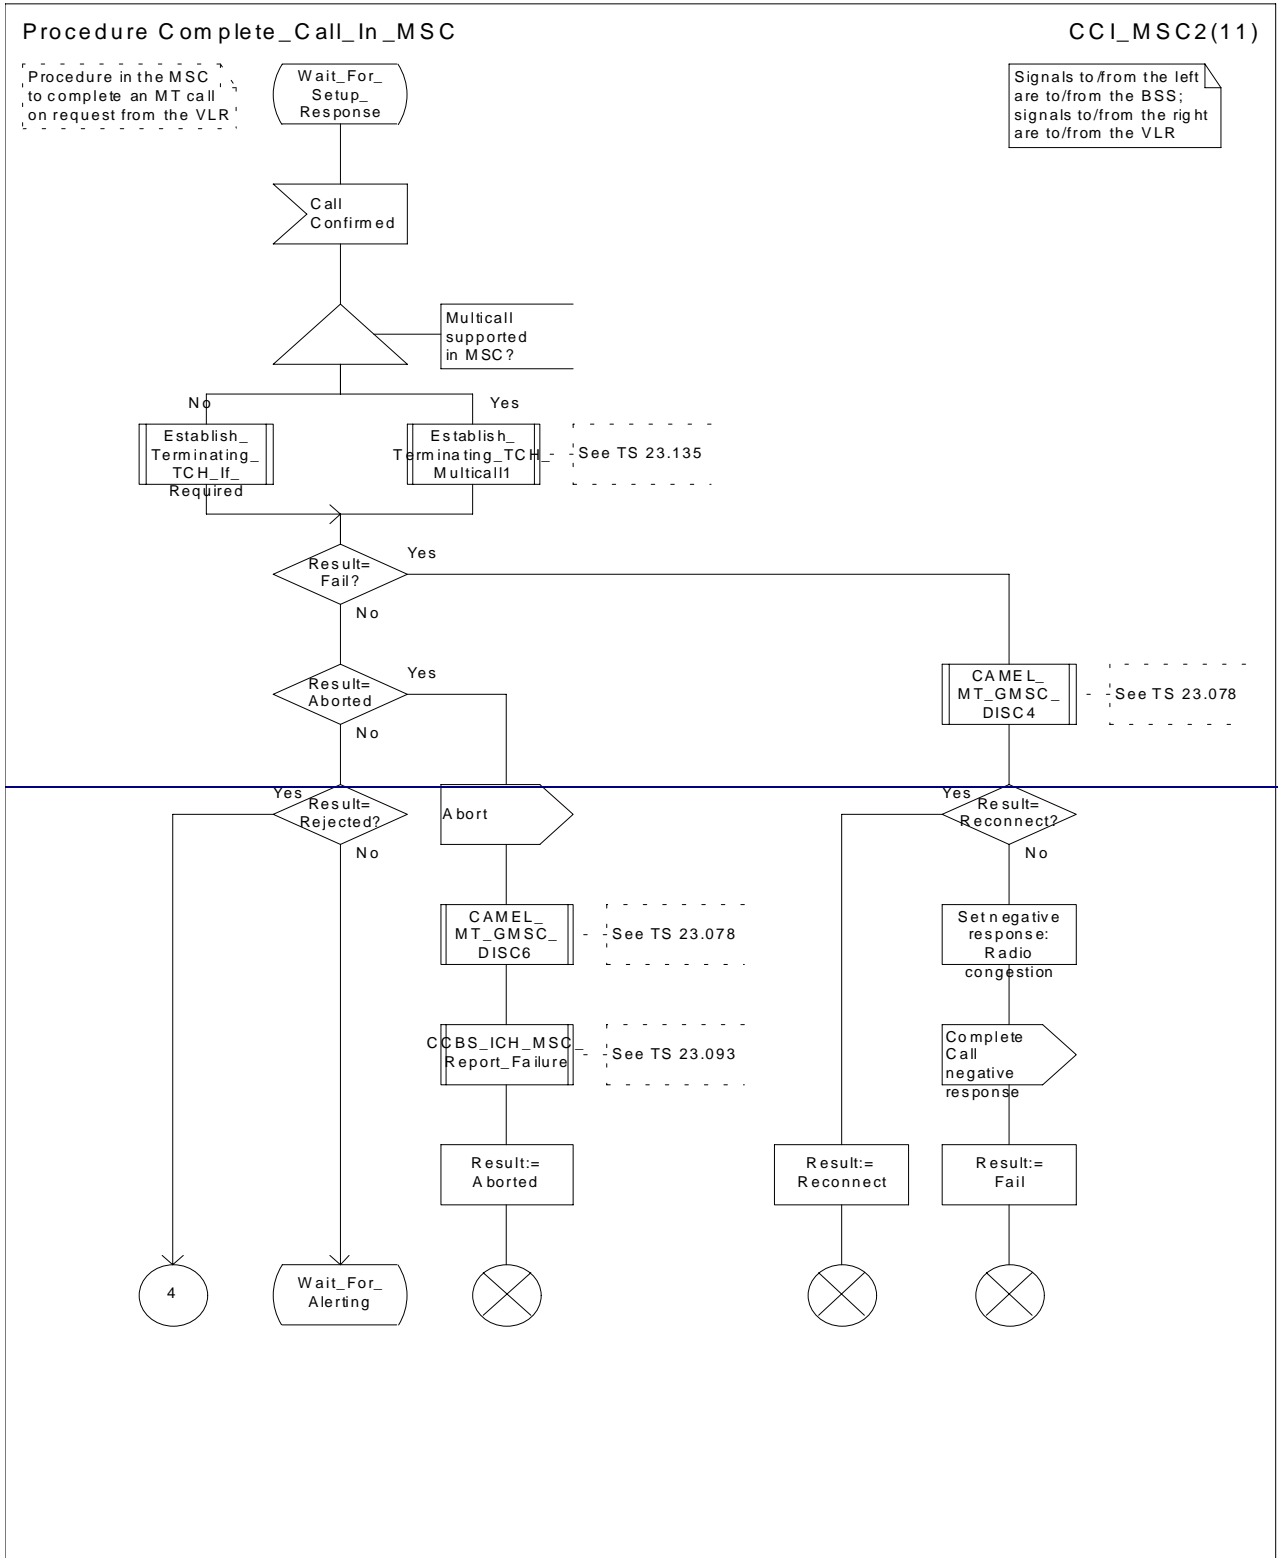 Procedure Complete_Call_In_MSC
CCI_MSC2(11)
Procedure in the MSC
to complete an MT call
on request from the VLR
Wait_For_
Setup_
Response
Signals to/from the left
are to/from the BSS;
signals to/from the right
are to/from the VLR
Call
Confirmed
Multicall
supported
in MSC?
No
Yes
Establish_
Terminating_
TCH_If_
Required
Establish_
Terminating_TCH_
Multicall1
See TS 23.135
Result=
Fail?
Yes
No
Result=
Aborted
Yes
No
CAMEL_
MT_GMSC_
DISC4
See TS 23.078
Yes
Result=
Rejected?
No
Abort
Yes
Result=
Reconnect?
No
CAMEL_
MT_GMSC_
DISC6
See TS 23.078
Set negative
response:
Radio
congestion
CCBS_ICH_MSC_
Report_Failure
See TS 23.093
Complete
Call
negative
response
Result:=
Aborted
Result:=
Reconnect
Result:=
Fail
4
Wait_For_
Alerting